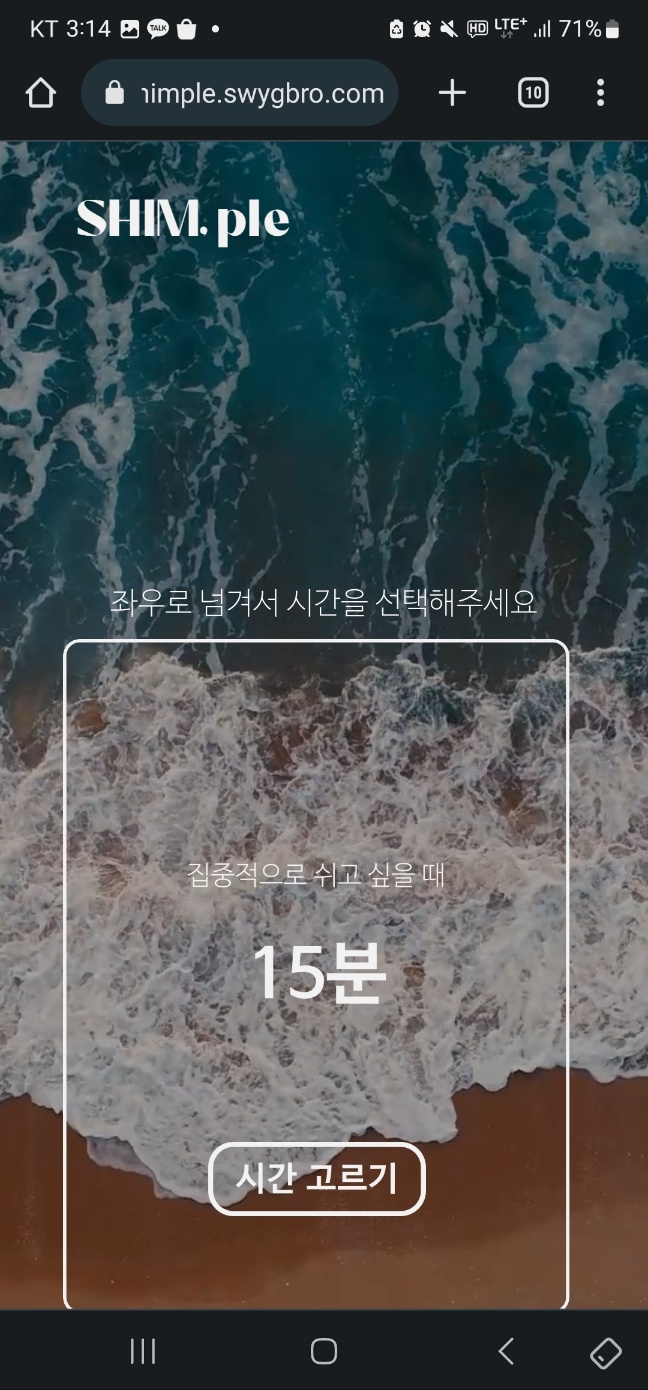 KT 3:14 TALK HD LTE+ 71%
himple.swygbro.com 10
SHIM.ple
좌우로 넘겨서 시간을 선택해주세요
집중적으로 쉬고 싶을 때
15분
시간 고르기